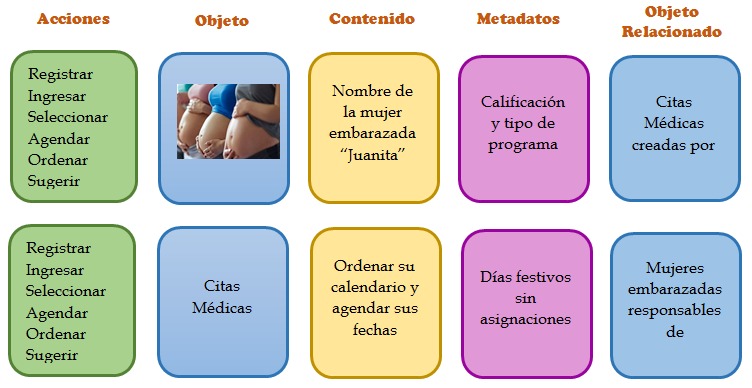 Acciones
Objeto
Contenido
Metadatos
Objeto
Relacionado
Registrar
Ingresar
Seleccionar
Agendar
Ordenar
Sugerir
Nombre de
la mujer
embarazada
“Juanita”
Calificación
y tipo de
programa
Citas
Médicas
creadas por
Registrar
Ingresar
Seleccionar
Agendar
Ordenar
Sugerir
Citas
Médicas
Ordenar su
calendario y
agendar sus
fechas
Días festivos
sin
asignaciones
Mujeres
embarazadas
responsables
de